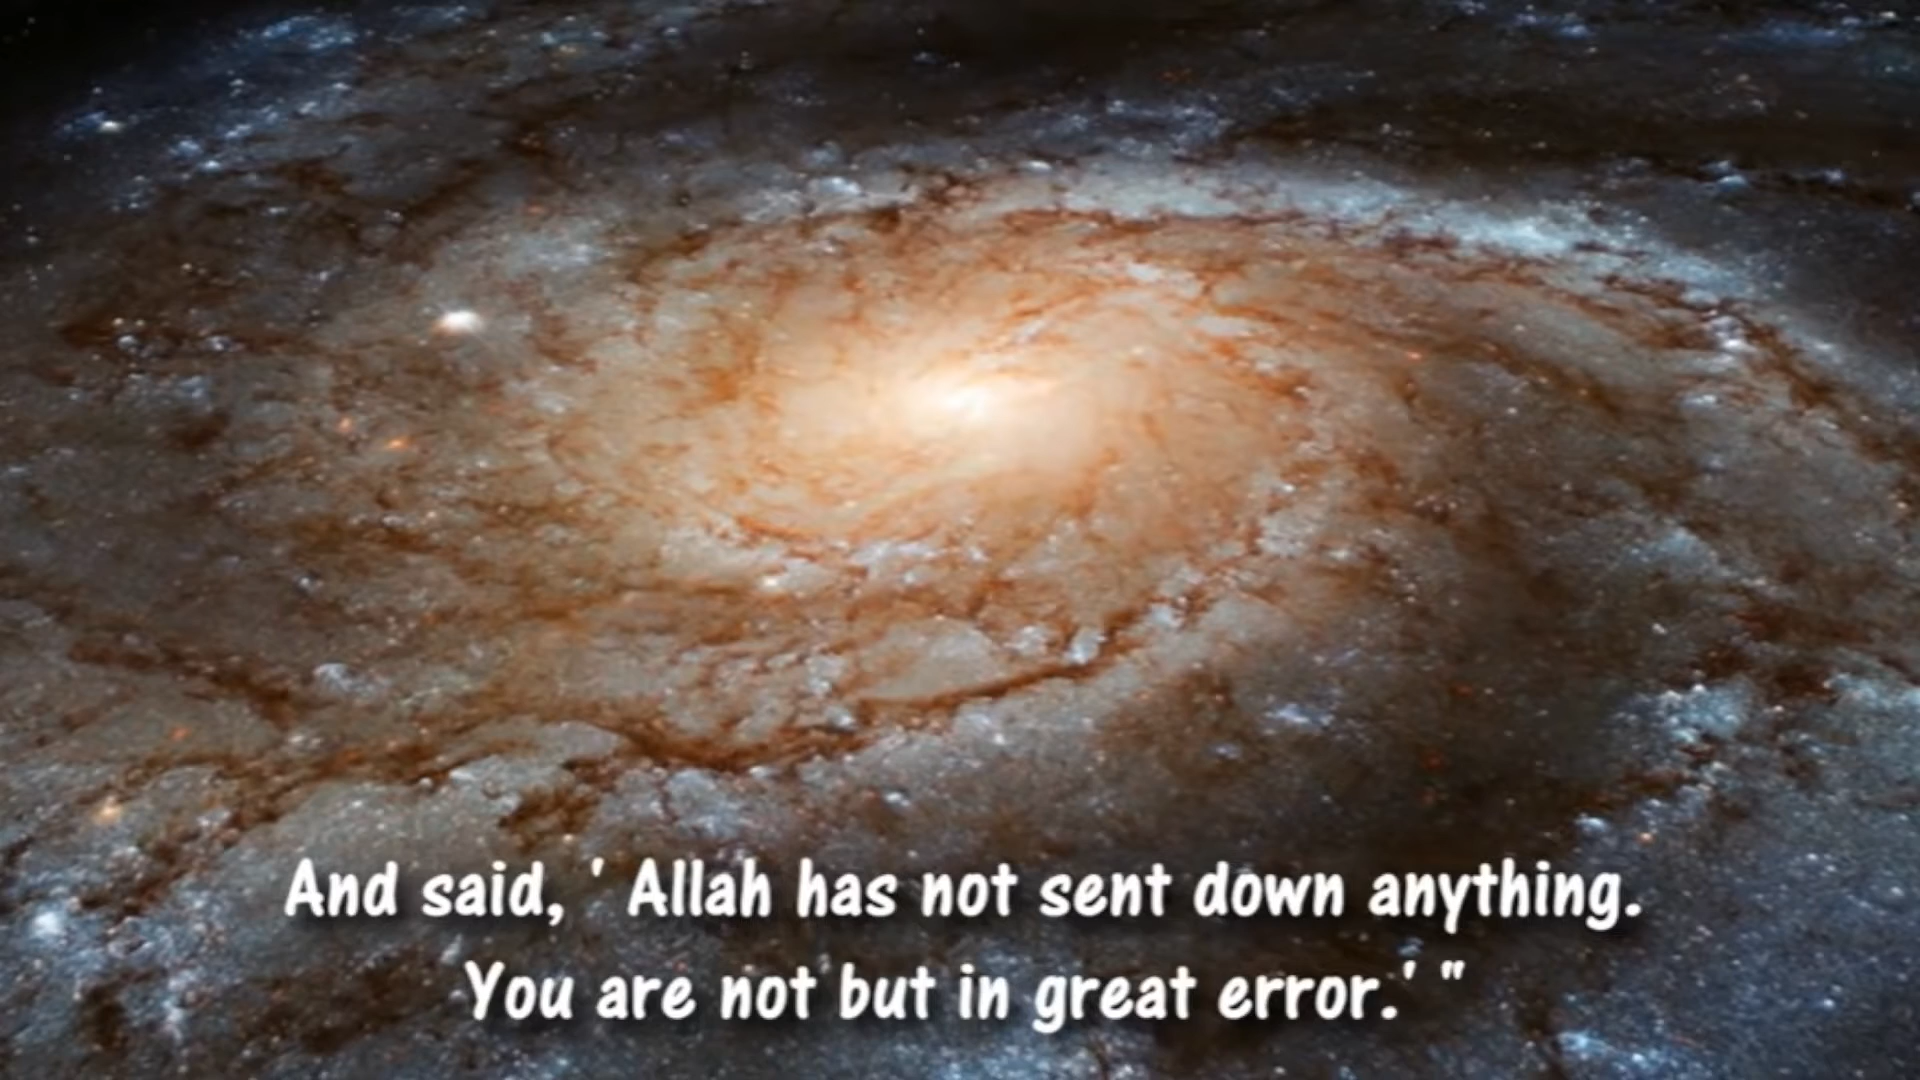 And said, ' Allah has not sent down anything.
You are not but in great error.' "